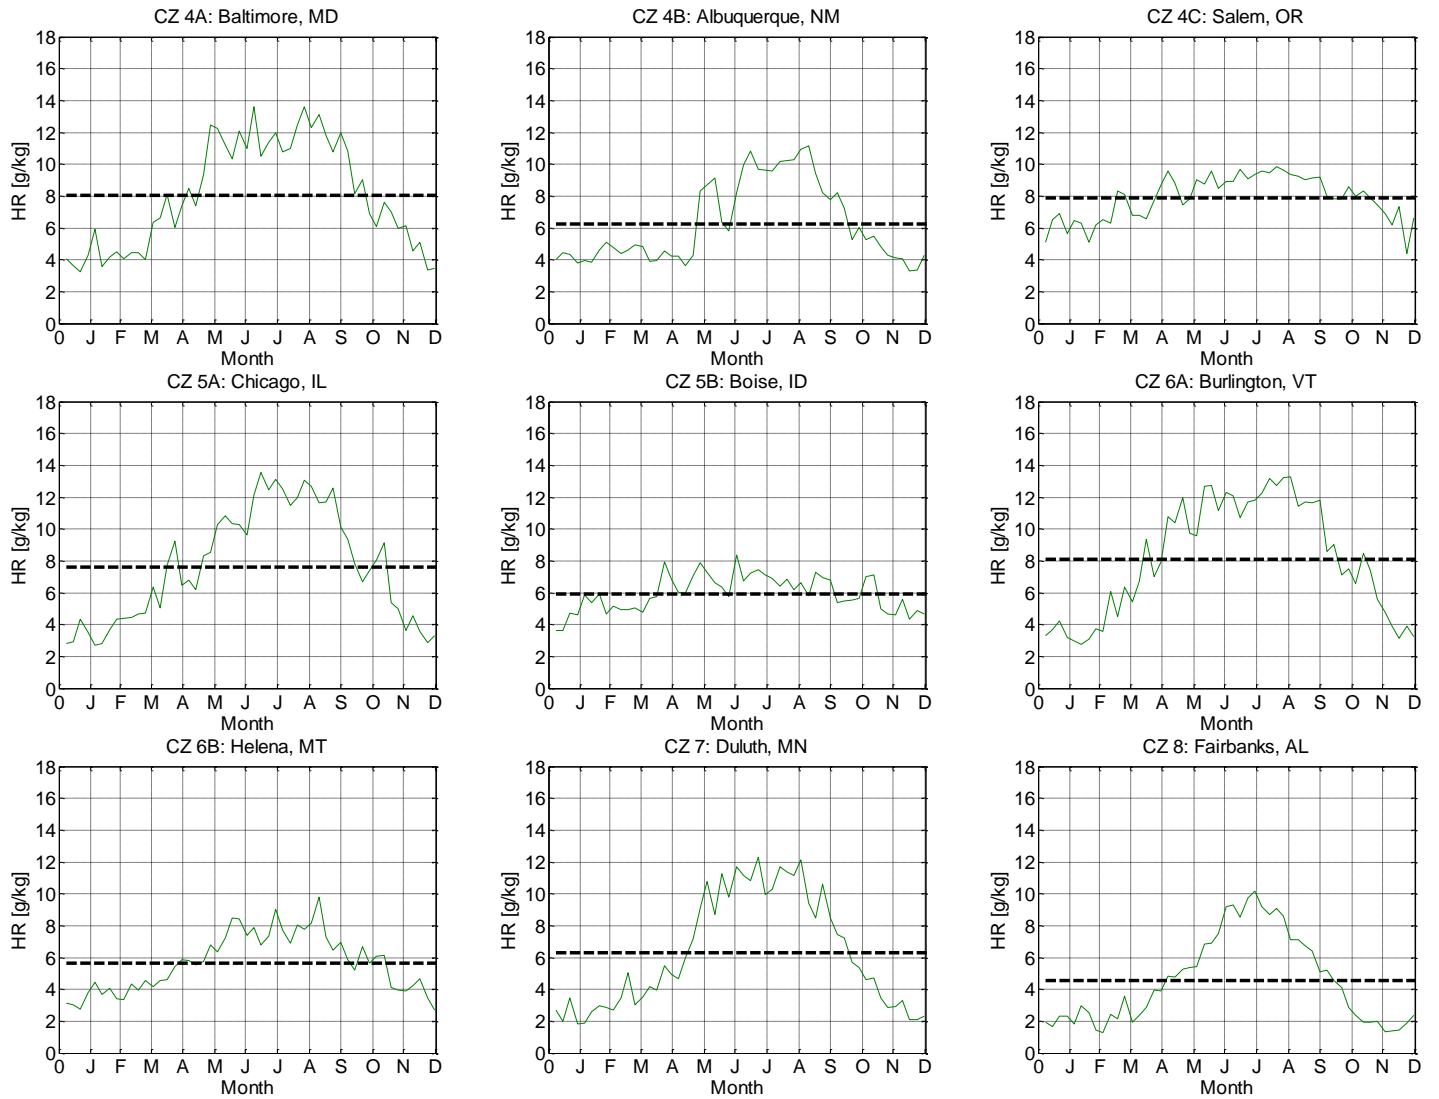 CZ 4A: Baltimore, MD
18
16
14
12
10
8
6
4
2
0
HR [g/kg]
0 J F M A M J J A S O N D
Month
CZ 4B: Albuquerque, NM
18
16
14
12
10
8
6
4
2
0
HR [g/kg]
0 J F M A M J J A S O N D
Month
CZ 4C: Salem, OR
18
16
14
12
10
8
6
4
2
0
HR [g/kg]
0 J F M A M J J A S O N D
Month
CZ 5A: Chicago, IL
18
16
14
12
10
8
6
4
2
0
HR [g/kg]
0 J F M A M J J A S O N D
Month
CZ 5B: Boise, ID
18
16
14
12
10
8
6
4
2
0
HR [g/kg]
0 J F M A M J J A S O N D
Month
CZ 6A: Burlington, VT
18
16
14
12
10
8
6
4
2
0
HR [g/kg]
0 J F M A M J J A S O N D
Month
CZ 6B: Helena, MT
18
16
14
12
10
8
6
4
2
0
HR [g/kg]
0 J F M A M J J A S O N D
Month
CZ 7: Duluth, MN
18
16
14
12
10
8
6
4
2
0
HR [g/kg]
0 J F M A M J J A S O N D
Month
CZ 8: Fairbanks, AL
18
16
14
12
10
8
6
4
2
0
HR [g/kg]
0 J F M A M J J A S O N D
Month